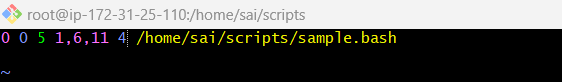 root@ip-172-31-25-110:/home/sai/scripts
0 0 5 1,6,11 4 /home/sai/scripts/sample.bash
~